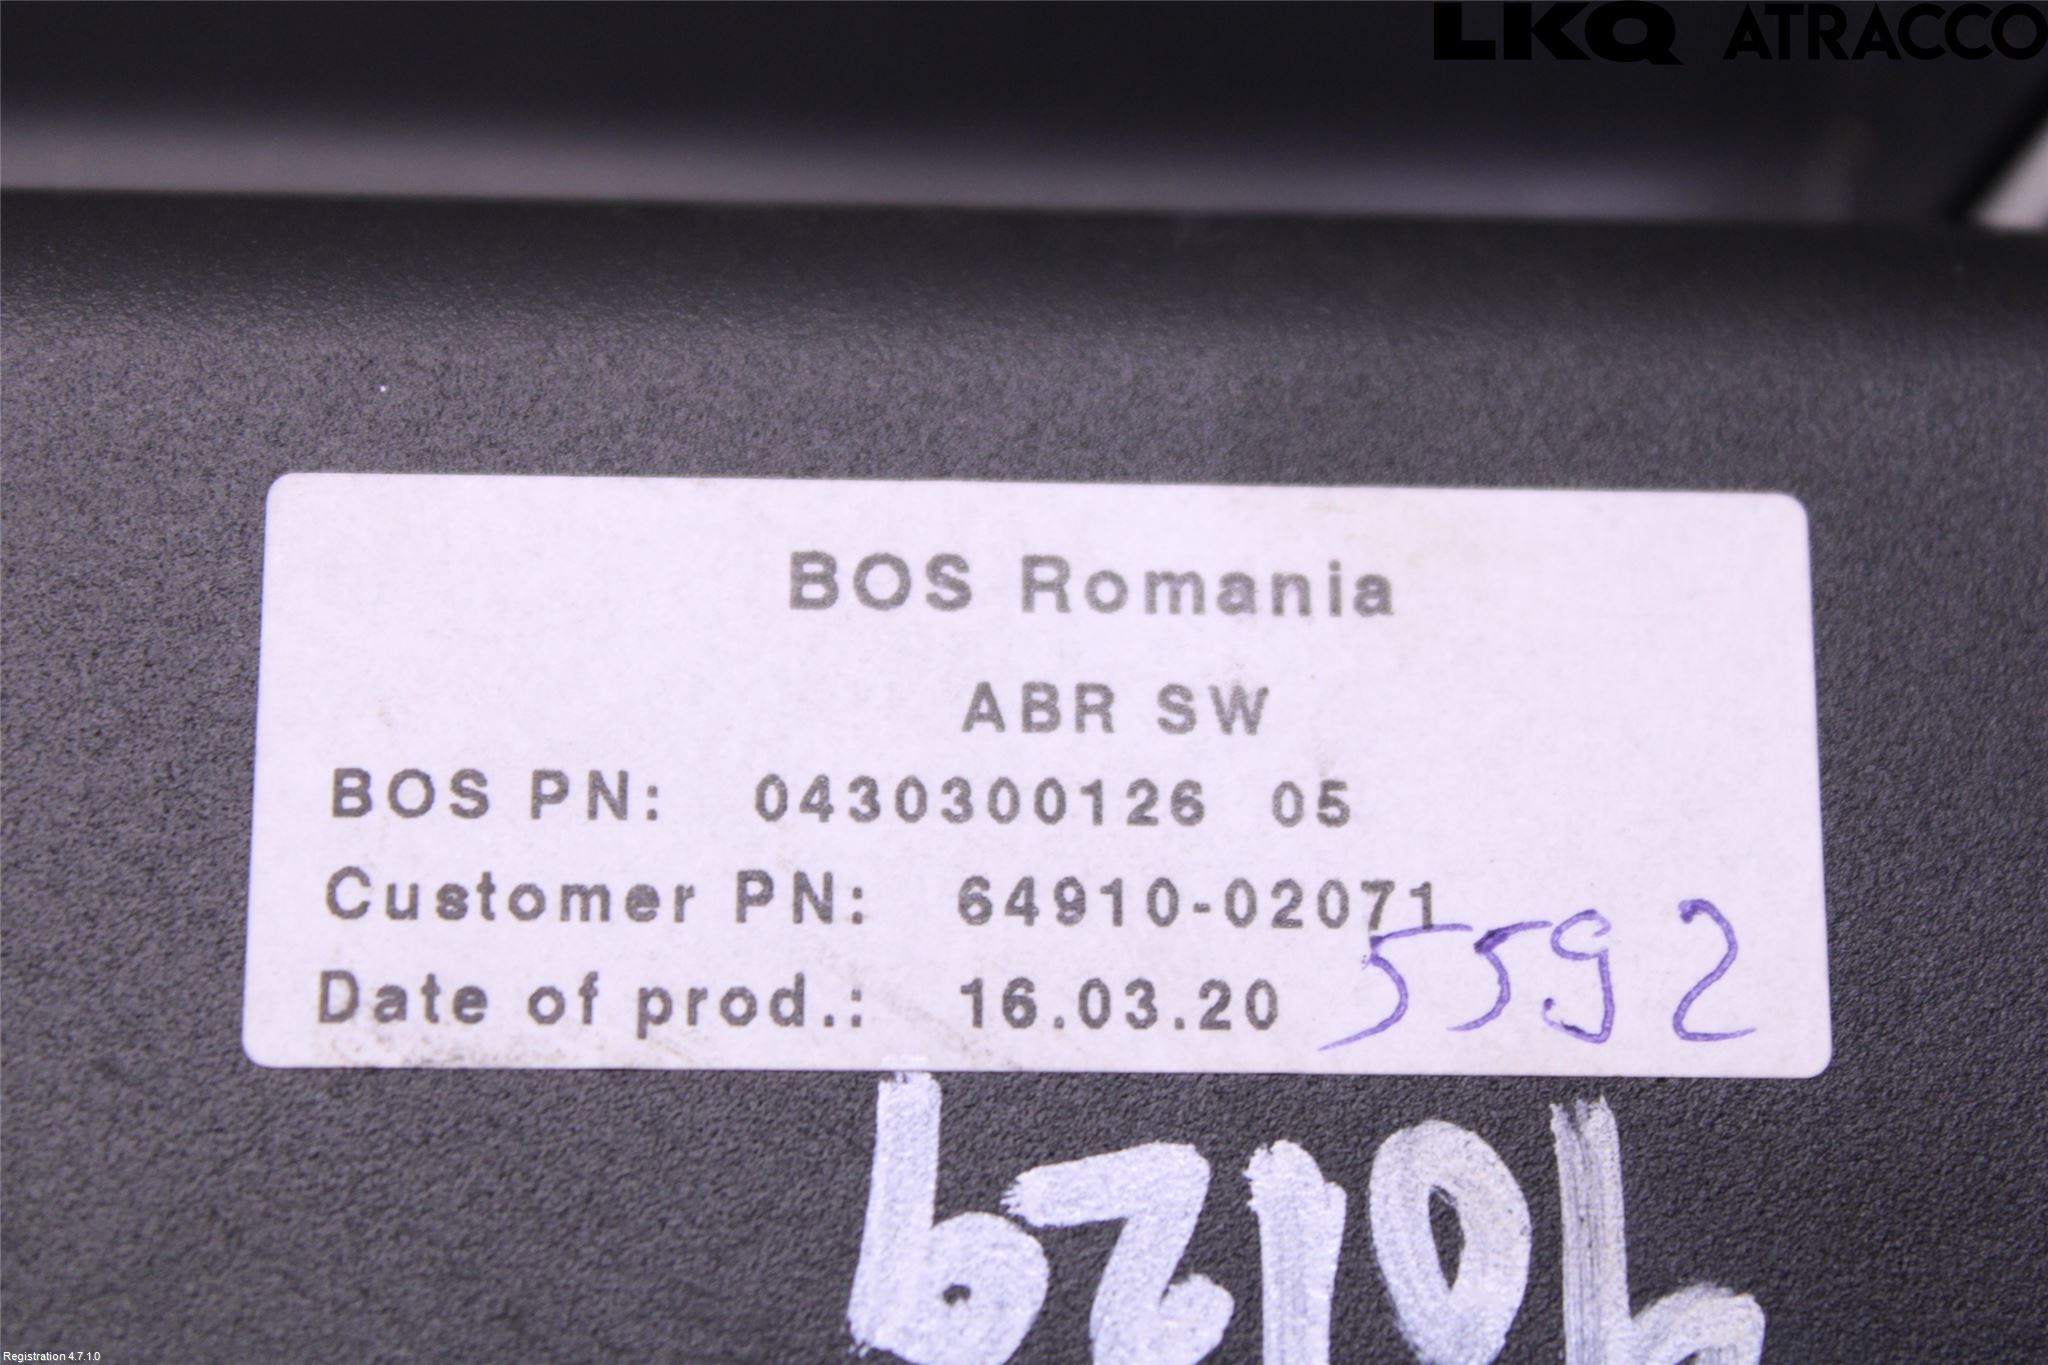 LKQ ATRACCO
BOS Romania
ABR SW
BOS PN: 0430300126 05
Customer PN: 64910-02071
Date of prod.: 16.03.20
5592
Registration 4.7.1.0